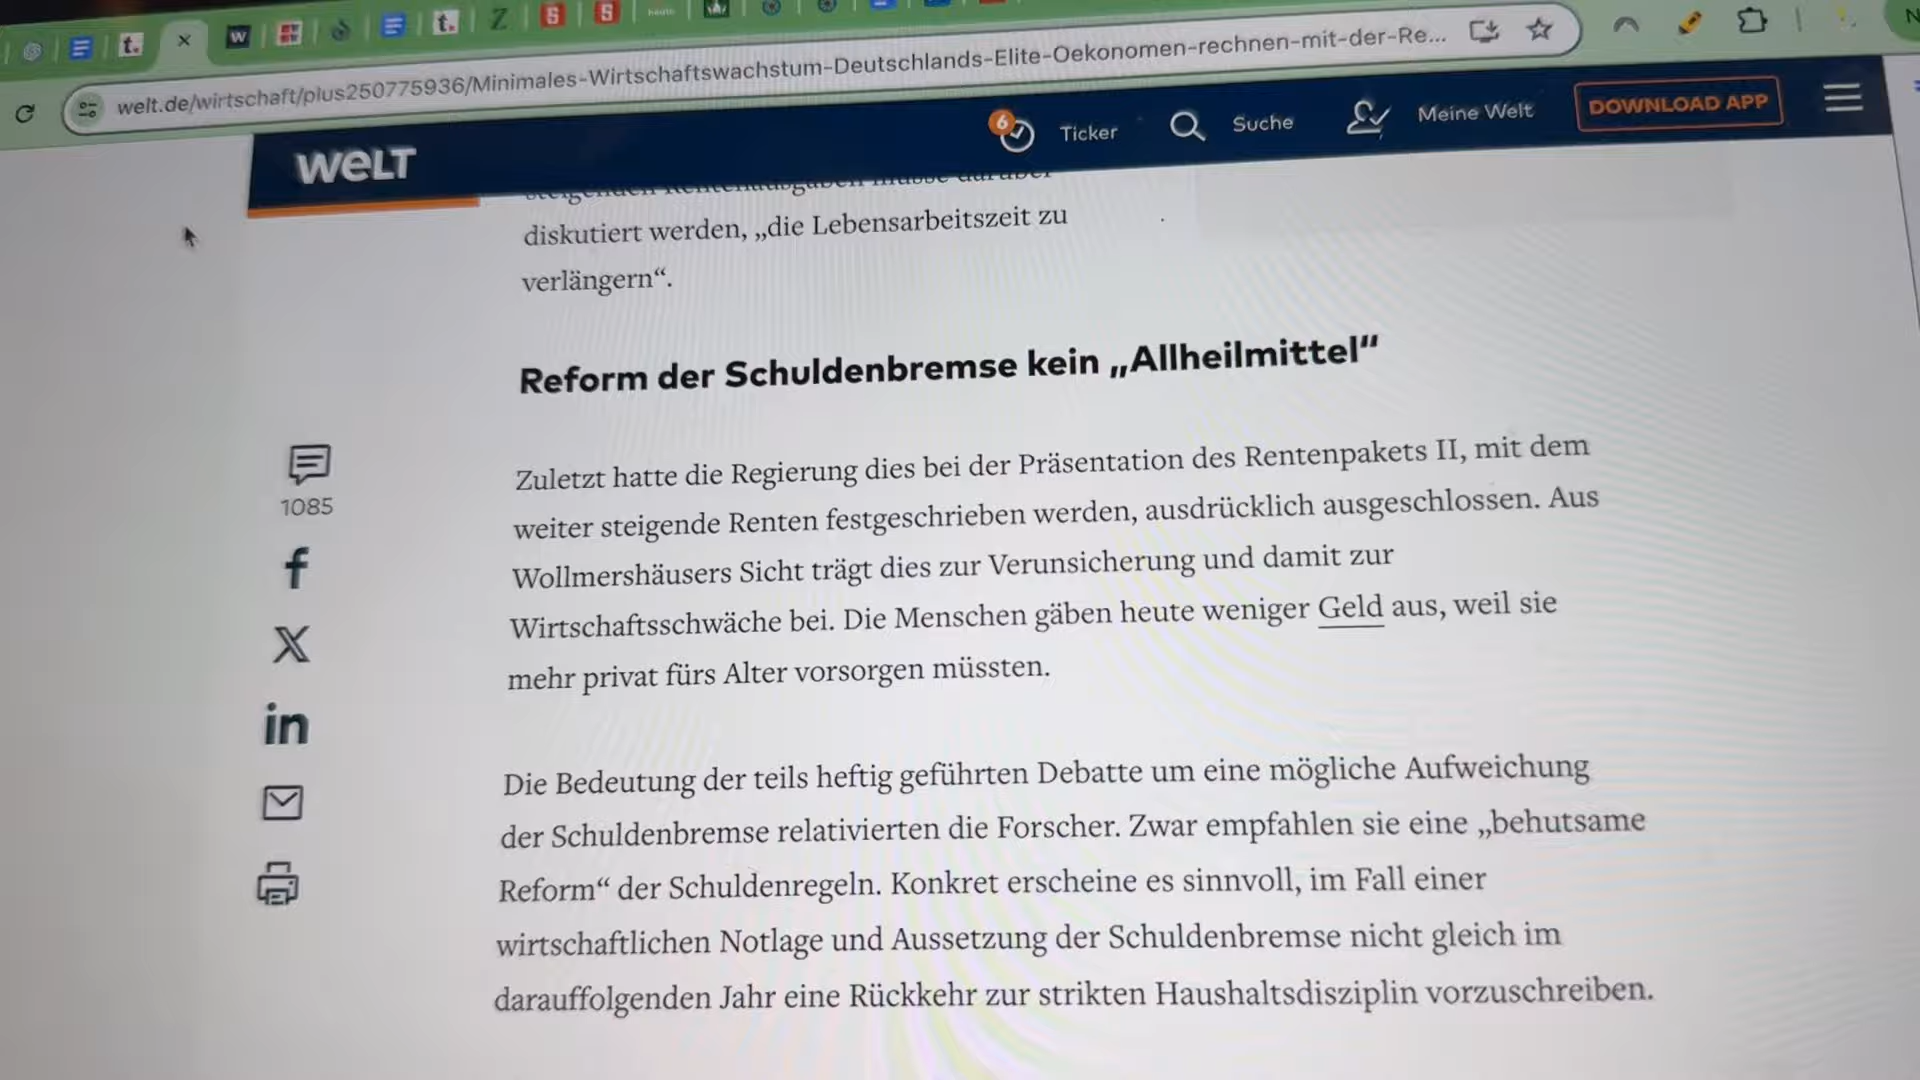 welt.de/wirtschaft/plus250775936/Minimales-Wirtschaftswachstum-Deutschlands-Elite-Oekonomen-rechnen-mit-der-Re...
WELT
6
Ticker
Suche
Meine Welt
DOWNLOAD APP
steigenden Rentenausgaben müsse darüber
diskutiert werden, „die Lebensarbeitszeit zu
verlängern“.
Reform der Schuldenbremse kein „Allheilmittel“
1085
Zuletzt hatte die Regierung dies bei der Präsentation des Rentenpakets II, mit dem
weiter steigende Renten festgeschrieben werden, ausdrücklich ausgeschlossen. Aus
Wollmershäusers Sicht trägt dies zur Verunsicherung und damit zur
Wirtschaftsschwäche bei. Die Menschen gäben heute weniger Geld aus, weil sie
mehr privat fürs Alter vorsorgen müssten.
Die Bedeutung der teils heftig geführten Debatte um eine mögliche Aufweichung
der Schuldenbremse relativierten die Forscher. Zwar empfahlen sie eine „behutsame
Reform“ der Schuldenregeln. Konkret erscheine es sinnvoll, im Fall einer
wirtschaftlichen Notlage und Aussetzung der Schuldenbremse nicht gleich im
darauffolgenden Jahr eine Rückkehr zur strikten Haushaltsdisziplin vorzuschreiben.